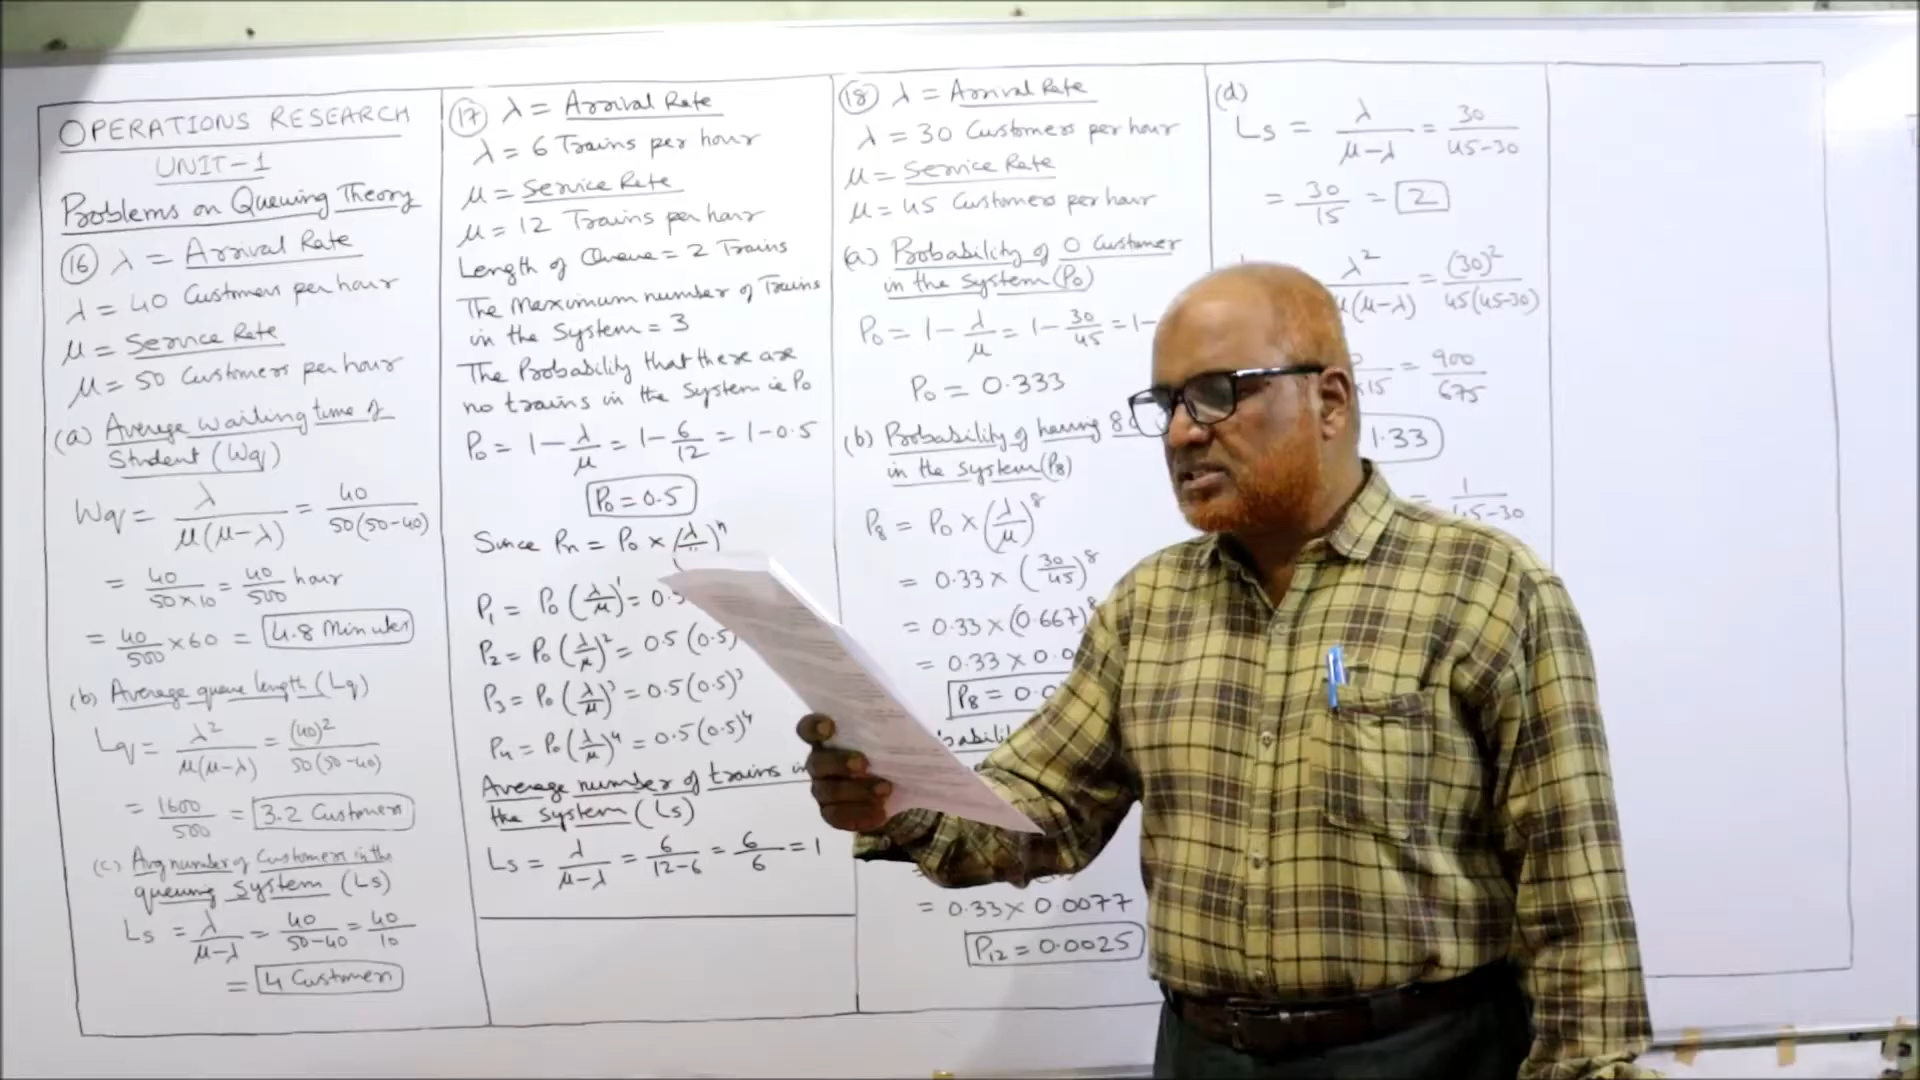 OPERATIONS RESEARCH
UNIT-1
Problems on Queuing Theory
(16) λ = Arrival Rate
λ = 40 Customers per hour
μ = Service Rate
μ = 50 Customers per hour
(a) Average waiting time of
Student (Wq)
Wq = λ / μ(μ-λ) = 40 / 50(50-40)
= 40 / 50×10 = 40 / 500 hour
= 40 / 500 × 60 = 4.8 Minutes
(b) Average queue length (Lq)
Lq = λ² / μ(μ-λ) = (40)² / 50(50-40)
= 1600 / 500 = 3.2 Customers
(c) Avg number of Customers in the
queuing System (Ls)
Ls = λ / μ-λ = 40 / 50-40 = 40 / 10
= 4 Customers
(17) λ = Arrival Rate
λ = 6 Trains per hour
μ = Service Rate
μ = 12 Trains per hour
Length of Queue = 2 Trains
The Maximum number of Trains
in the System = 3
The Probability that there are
no trains in the System ie P₀
P₀ = 1 - λ / μ = 1 - 6 / 12 = 1 - 0.5
P₀ = 0.5
Since Pn = P₀ × (λ
P₁ = P₀ (λ / μ)¹ = 0.5
P₂ = P₀ (λ / μ)² = 0.5 (0.5)
P₃ = P₀ (λ / μ)³ = 0.5 (0.5)³
P₄ = P₀ (λ / μ)⁴ = 0.5 (0.5)⁴
Average number of trains in
the system (Ls)
Ls = λ / μ-λ = 6 / 12-6 = 6 / 6 = 1
(18) λ = Arrival Rate
λ = 30 Customers per hour
μ = Service Rate
μ = 45 Customers per hour
(a) Probability of 0 Customer
in the System (P₀)
P₀ = 1 - λ / μ = 1 - 30 / 45 = 1 -
P₀ = 0.333
(b) Probability of having 8
in the system (P₈)
P₈ = P₀ × (λ / μ)⁸
= 0.33 × (30 / 45)⁸
= 0.33 × (0.667)⁸
= 0.33 × 0.0
P₈ = 0.0
= 0.33 × 0.0077
P₁₂ = 0.0025
(d)
Ls = λ / μ-λ = 30 / 45-30
= 30 / 15 = 2
λ² / μ(μ-λ) = (30)² / 45(45-30)
×15 = 900 / 675
1.33
= 1 / 45-30